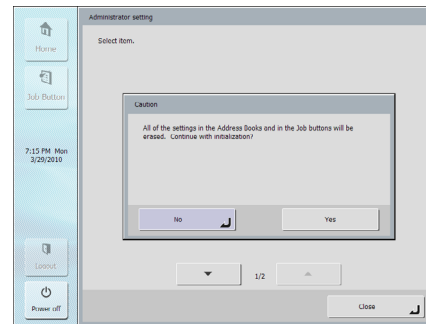 Administrator setting
Home
Select item.
Job Button
Caution
All of the settings in the Address Books and in the Job buttons will be
erased. Continue with initialization?
7:15 PM Mon
3/29/2010
No
Yes
Logout
1/2
Power off
Close